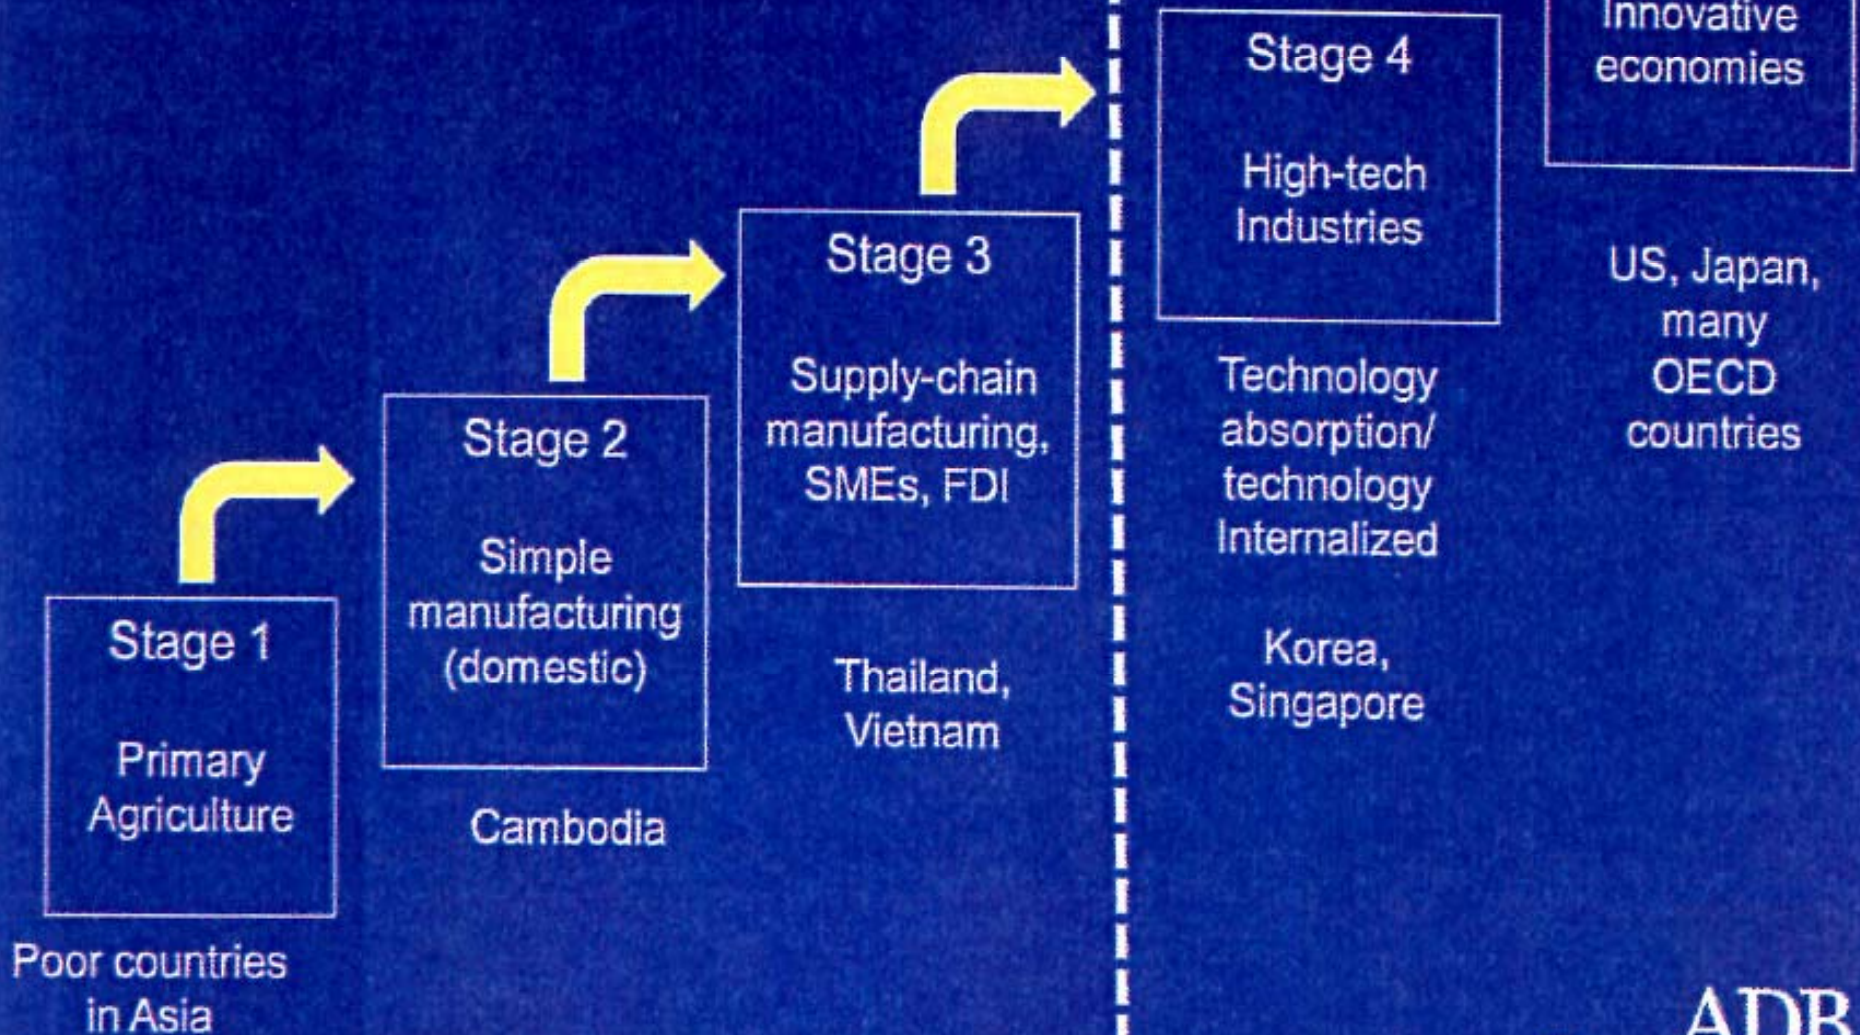 Stage 1
Primary
Agriculture
Poor countries
in Asia
Stage 2
Simple
manufacturing
(domestic)
Cambodia
Stage 3
Supply-chain
manufacturing,
SMEs, FDI
Thailand,
Vietnam
Stage 4
High-tech
Industries
Technology
absorption/
technology
Internalized
Korea,
Singapore
Innovative
economies
US, Japan,
many
OECD
countries
ADB